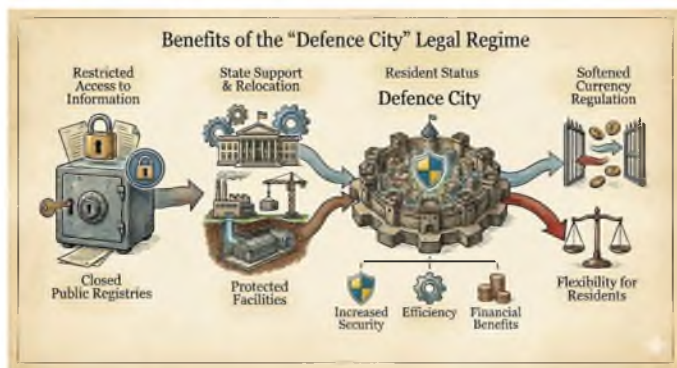 Benefits of the "Defence City" Legal Regime
Restricted
Access to
Information
Closed
Public Registries
State Support
& Relocation
Protected
Facilities
Resident Status
Defence City
Increased
Security
Efficiency
Financial
Benefits
Softened
Currency
Regulation
Flexibility for
Residents